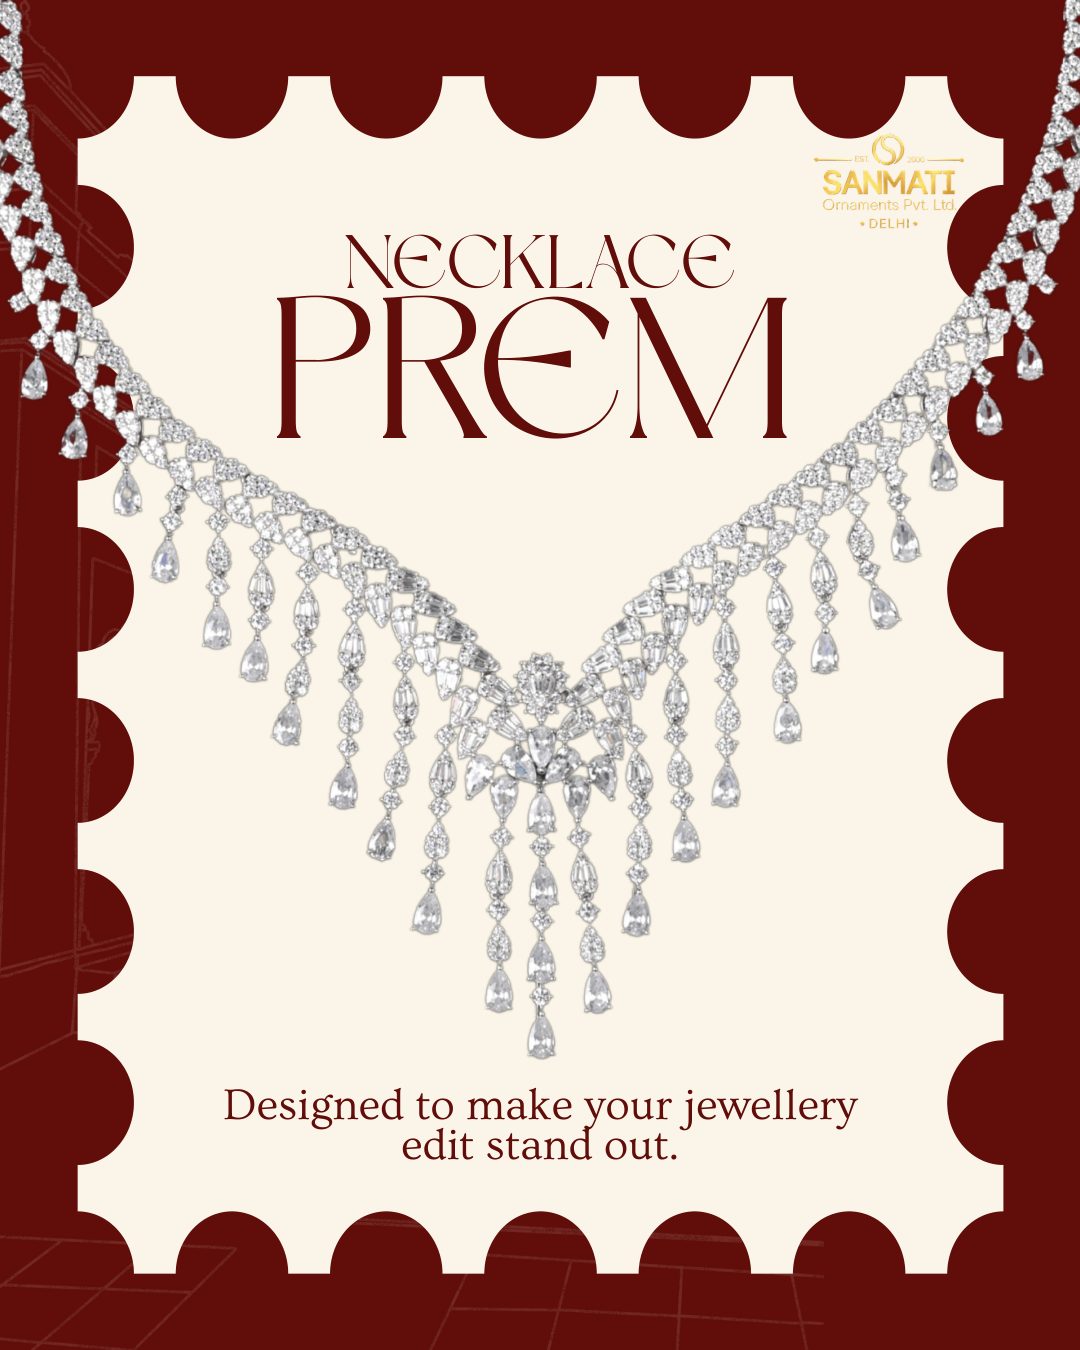 EST. 2000
SANMATI
Ornaments Pvt. Ltd.
• DELHI •
NECKLACE
PREM
Designed to make your jewellery
edit stand out.